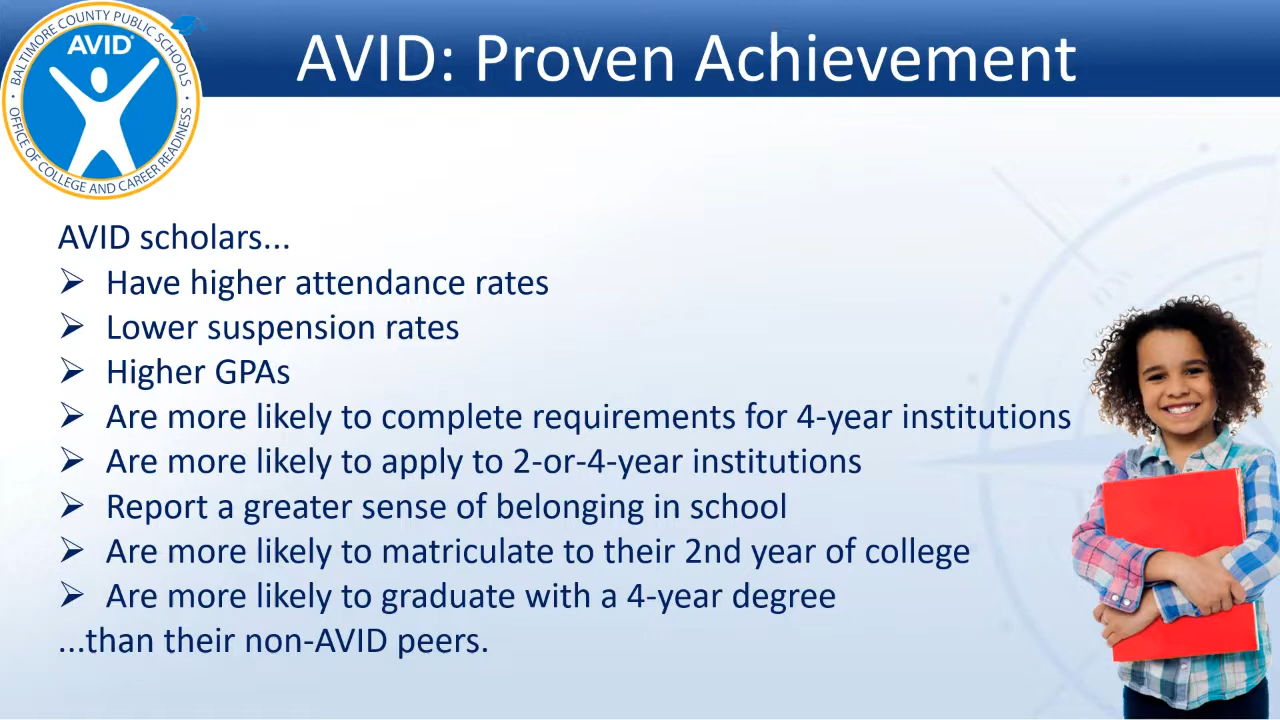 BALTIMORE COUNTY PUBLIC SCHOOLS
AVID®
OFFICE OF COLLEGE AND CAREER READINESS
AVID: Proven Achievement
AVID scholars...
Have higher attendance rates
Lower suspension rates
Higher GPAs
Are more likely to complete requirements for 4-year institutions
Are more likely to apply to 2-or-4-year institutions
Report a greater sense of belonging in school
Are more likely to matriculate to their 2nd year of college
Are more likely to graduate with a 4-year degree
...than their non-AVID peers.